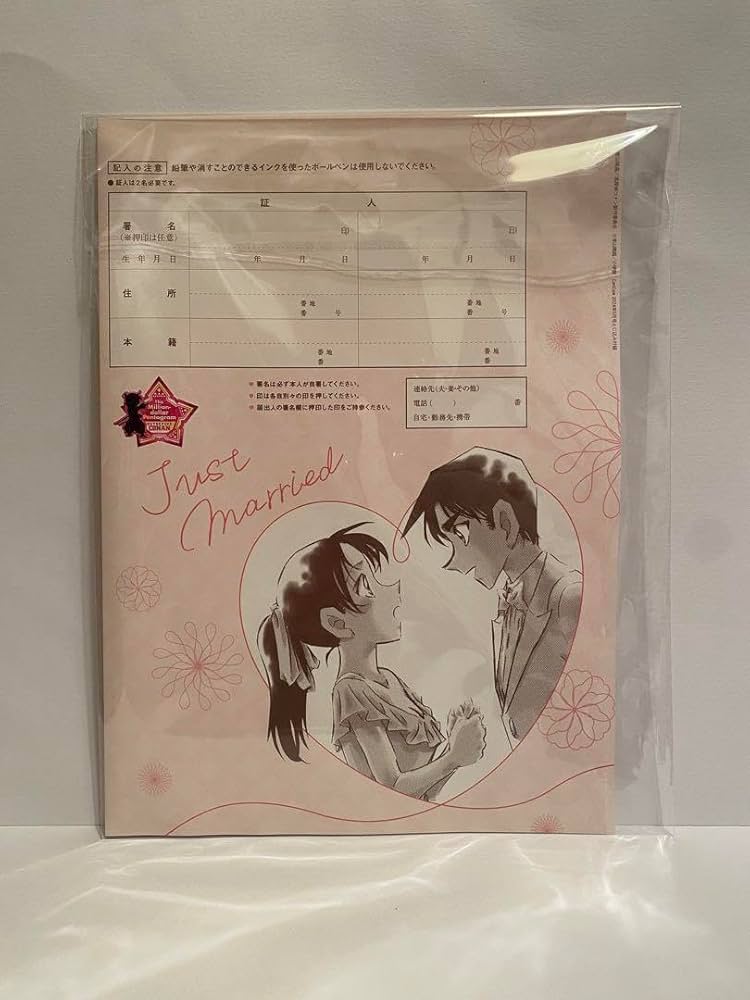 記入の注意 鉛筆や消すことのできるインクを使ったボールペンは使用しないでください。
●証人は2名必要です。
証 人
署 名
(※押印は任意)
印 印
生年月日 年 月 日 年 月 日
住 所
番地 番地
番 号 番 号
本 籍
番地 番地
番 番
※ 署名は必ず本人が自署してください。
※ 印は各自別々の印を押してください。
※ 届出人の署名欄に押印した印をご持参ください。
連絡先(夫・妻・その他)
電話( ) 番
自宅・勤務先・携帯
The
Million-
dollar
Pentagram
CONAN
Just
married